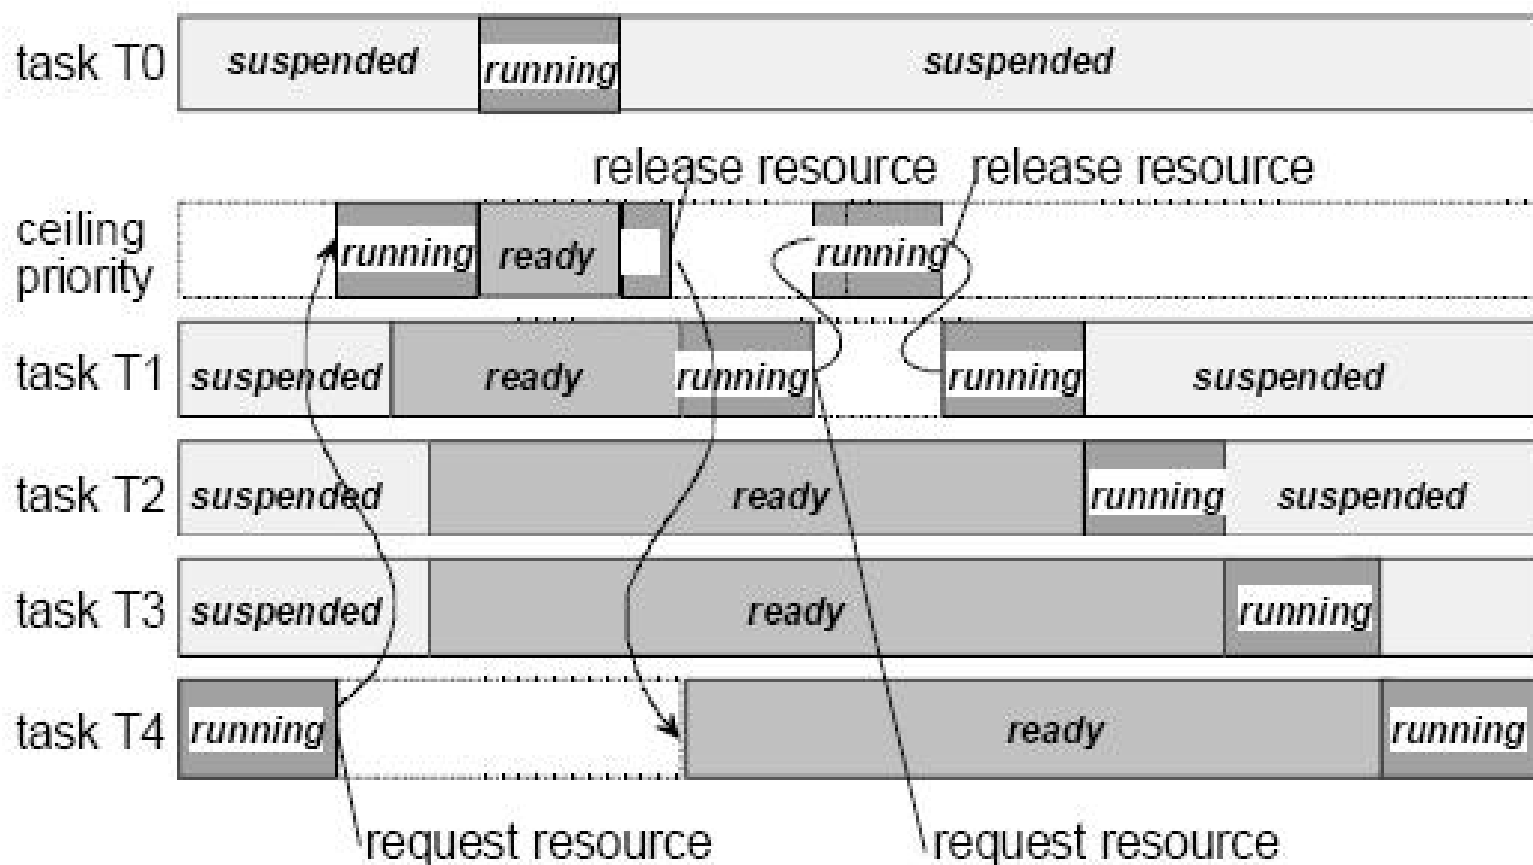 task T0 suspended running suspended
release resource release resource
ceiling priority running ready running
task T1 suspended ready running running suspended
task T2 suspended ready running suspended
task T3 suspended ready running
task T4 running ready running
request resource request resource